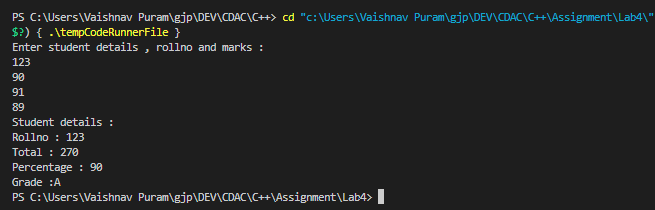 PS C:\Users\Vaishnav Puram\gjp\DEV\CDAC\C++> cd "c:\Users\Vaishnav Puram\gjp\DEV\CDAC\C++\Assignment\Lab4\"
$?) { .\tempCodeRunnerFile }
Enter student details , rollno and marks :
123
90
91
89
Student details :
Rollno : 123
Total : 270
Percentage : 90
Grade :A
PS C:\Users\Vaishnav Puram\gjp\DEV\CDAC\C++\Assignment\Lab4>